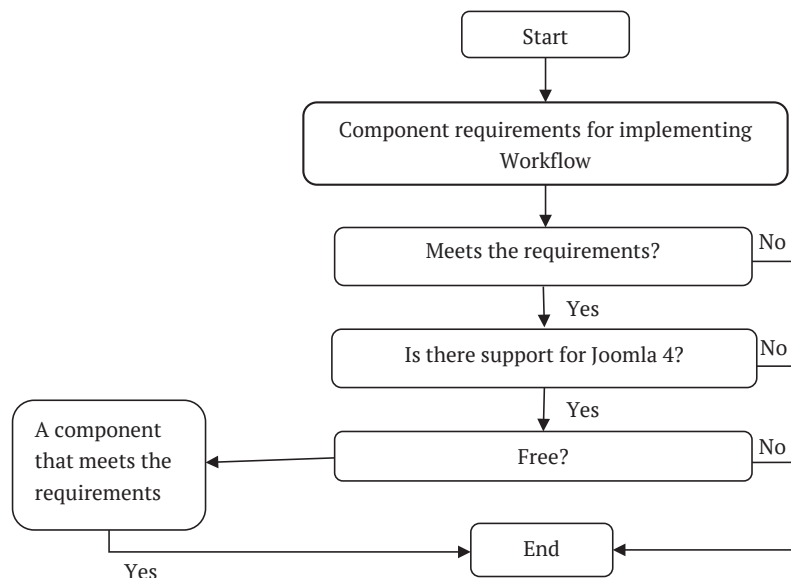 Start
Component requirements for implementing
Workflow
Meets the requirements?
No
Yes
Is there support for Joomla 4?
No
Yes
Free?
No
A component
that meets the
requirements
End
Yes